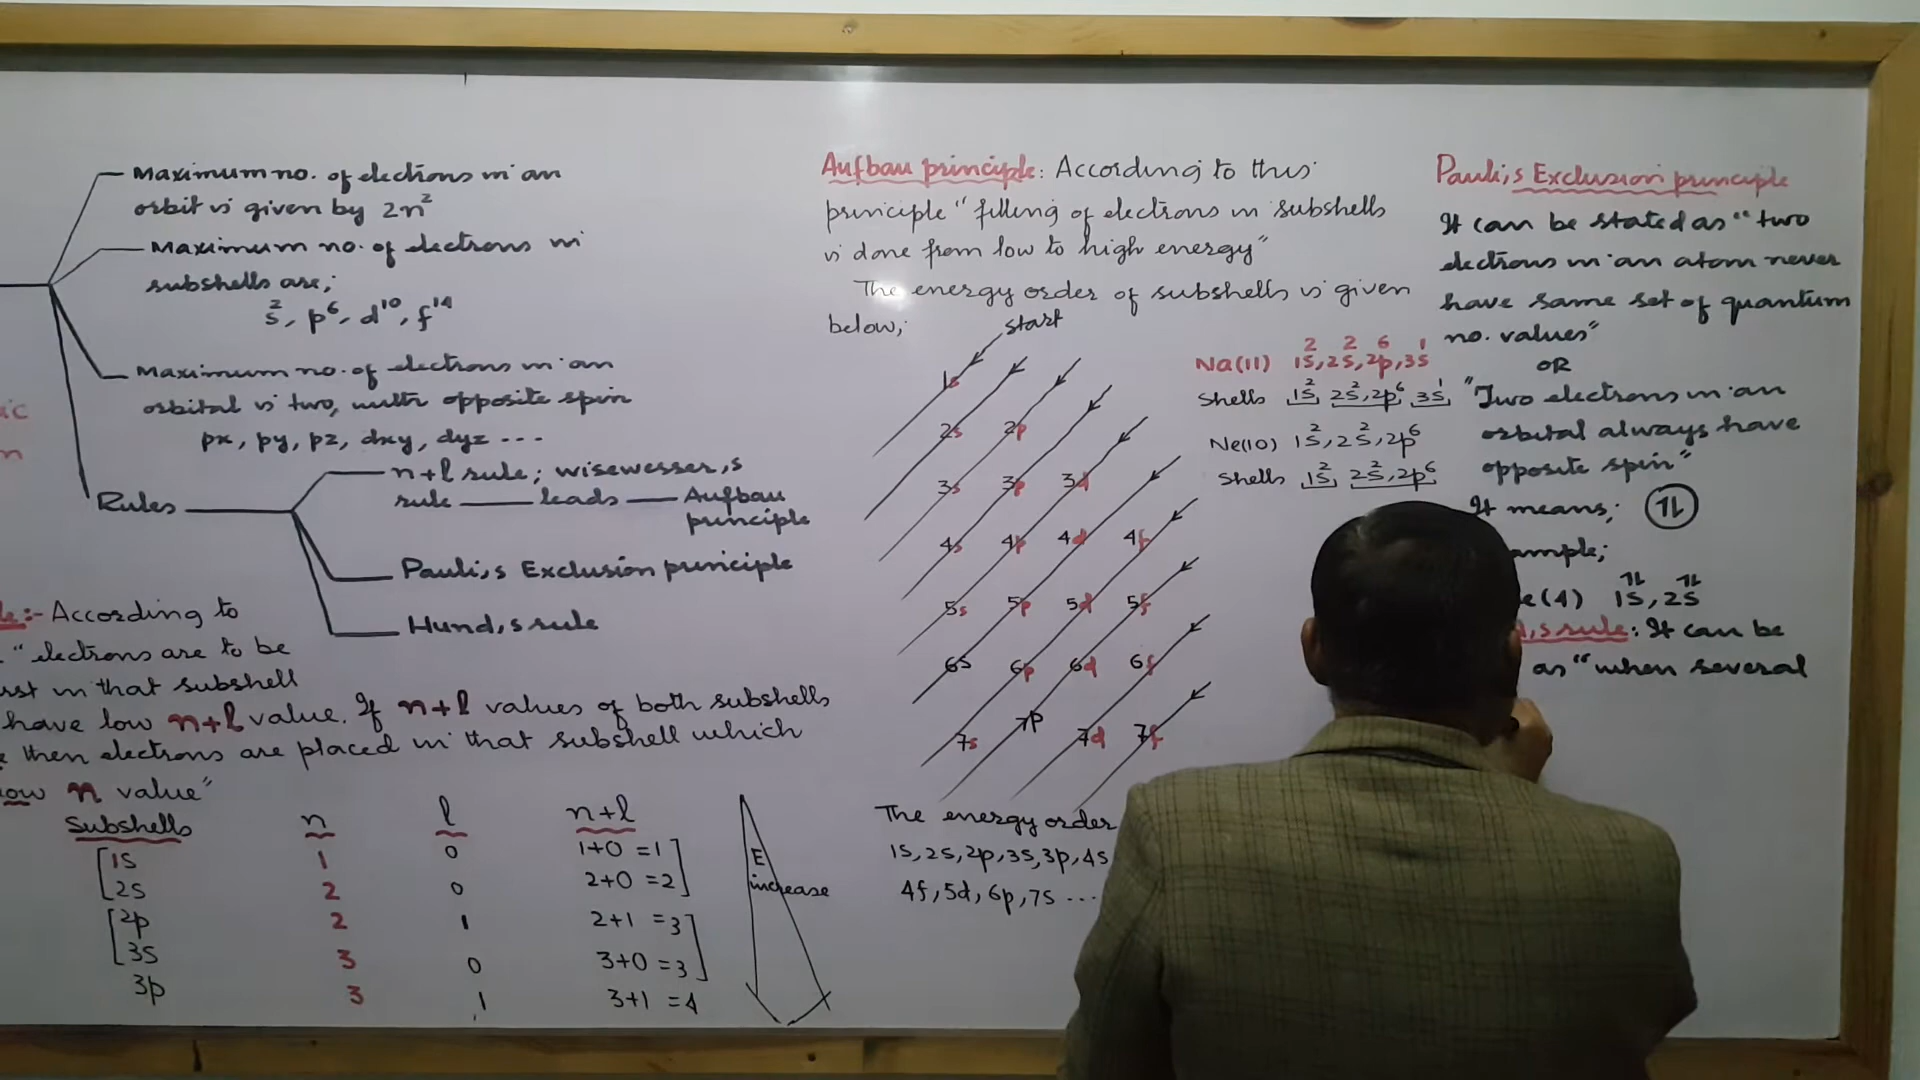 Maximum no. of electrons in an
orbit is given by 2n²
Maximum no. of electrons in
subshells are;
s², p⁶, d¹⁰, f¹⁴
Maximum no. of electrons in an
orbital is two, with opposite spin
px, py, pz, dxy, dyz ---
Rules
n+l rule; wisewesser,s
rule — leads — Aufbau
principle
Pauli,s Exclusion principle
Hund,s rule
:- According to
"electrons are to be
in that subshell
have low n+l value. If n+l values of both subshells
then electrons are placed in that subshell which
low n value"
Subshells n l n+l
1s 1 0 1+0 =1
2s 2 0 2+0 =2
2p 2 1 2+1 =3
3s 3 0 3+0 =3
3p 3 1 3+1 =4
E
increase
Aufbau principle: According to this
principle "filling of electrons in subshells
is done from low to high energy"
The energy order of subshells is given
below;
start
1s
2s 2p
3s 3p 3d
4s 4p 4d 4f
5s 5p 5d 5f
6s 6p 6d 6f
7s 7p 7d 7f
The energy order
1s, 2s, 2p, 3s, 3p, 4s
4f, 5d, 6p, 7s ...
Na(11) 1s², 2s², 2p⁶, 3s¹
Shells 1s², 2s², 2p⁶, 3s¹
Ne(10) 1s², 2s², 2p⁶
Shells 1s², 2s², 2p⁶
Pauli,s Exclusion principle
It can be stated as "two
electrons in an atom never
have same set of quantum
no. values"
OR
"Two electrons in an
orbital always have
opposite spin"
It means; ⥮
ample;
e(4) 1s⥮, 2s⥮
,s rule: It can be
as "when several